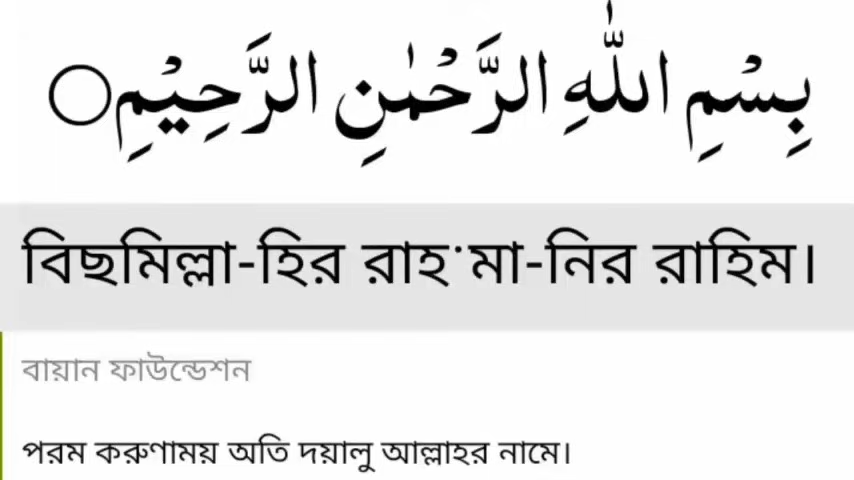 بِسْمِ اللّٰهِ الرَّحْمٰنِ الرَّحِيْمِ
বিছমিল্লা-হির রাহ·মা-নির রাহিম।
বায়ান ফাউন্ডেশন
পরম করুণাময় অতি দয়ালু আল্লাহর নামে।